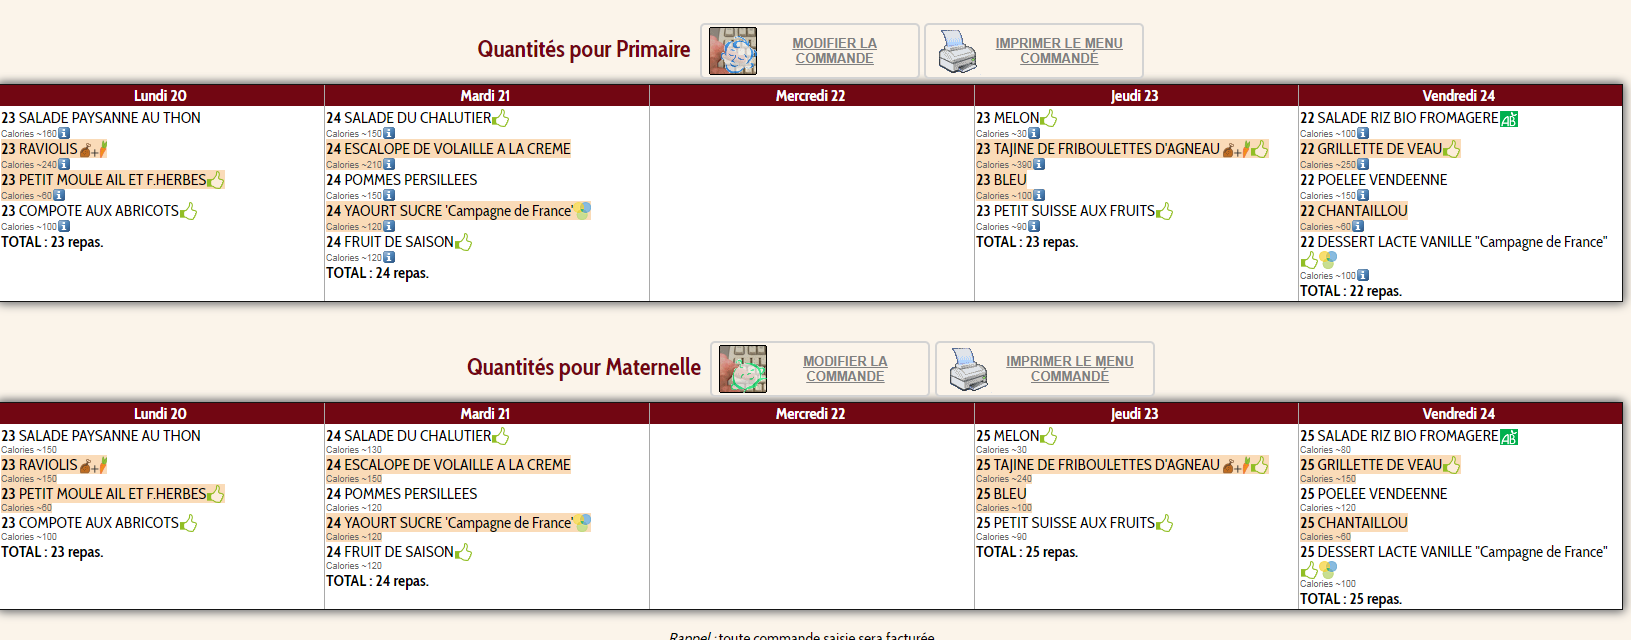 Quantités pour Primaire
MODIFIER LA
COMMANDE
IMPRIMER LE MENU
COMMANDÉ
Lundi 20
Mardi 21
Mercredi 22
Jeudi 23
Vendredi 24
23 SALADE PAYSANNE AU THON
Calories ~160
23 RAVIOLIS
Calories ~240
23 PETIT MOULE AIL ET F.HERBES
Calories ~60
23 COMPOTE AUX ABRICOTS
Calories ~100
TOTAL : 23 repas.
24 SALADE DU CHALUTIER
Calories ~150
24 ESCALOPE DE VOLAILLE A LA CREME
Calories ~210
24 POMMES PERSILLEES
Calories ~150
24 YAOURT SUCRE 'Campagne de France'
Calories ~120
24 FRUIT DE SAISON
Calories ~120
TOTAL : 24 repas.
23 MELON
Calories ~30
23 TAJINE DE FRIBOULETTES D'AGNEAU
Calories ~390
23 BLEU
Calories ~100
23 PETIT SUISSE AUX FRUITS
Calories ~90
TOTAL : 23 repas.
22 SALADE RIZ BIO FROMAGERE AB
Calories ~100
22 GRILLETTE DE VEAU
Calories ~250
22 POELEE VENDEENNE
Calories ~150
22 CHANTAILLOU
Calories ~60
22 DESSERT LACTE VANILLE "Campagne de France"
Calories ~100
TOTAL : 22 repas.
Quantités pour Maternelle
MODIFIER LA
COMMANDE
IMPRIMER LE MENU
COMMANDÉ
Lundi 20
Mardi 21
Mercredi 22
Jeudi 23
Vendredi 24
23 SALADE PAYSANNE AU THON
Calories ~150
23 RAVIOLIS
Calories ~150
23 PETIT MOULE AIL ET F.HERBES
Calories ~60
23 COMPOTE AUX ABRICOTS
Calories ~100
TOTAL : 23 repas.
24 SALADE DU CHALUTIER
Calories ~130
24 ESCALOPE DE VOLAILLE A LA CREME
Calories ~150
24 POMMES PERSILLEES
Calories ~120
24 YAOURT SUCRE 'Campagne de France'
Calories ~120
24 FRUIT DE SAISON
Calories ~120
TOTAL : 24 repas.
25 MELON
Calories ~30
25 TAJINE DE FRIBOULETTES D'AGNEAU
Calories ~240
25 BLEU
Calories ~100
25 PETIT SUISSE AUX FRUITS
Calories ~90
TOTAL : 25 repas.
25 SALADE RIZ BIO FROMAGERE AB
Calories ~80
25 GRILLETTE DE VEAU
Calories ~150
25 POELEE VENDEENNE
Calories ~120
25 CHANTAILLOU
Calories ~60
25 DESSERT LACTE VANILLE "Campagne de France"
Calories ~100
TOTAL : 25 repas.
Rappel : toute commande saisie sera facturée